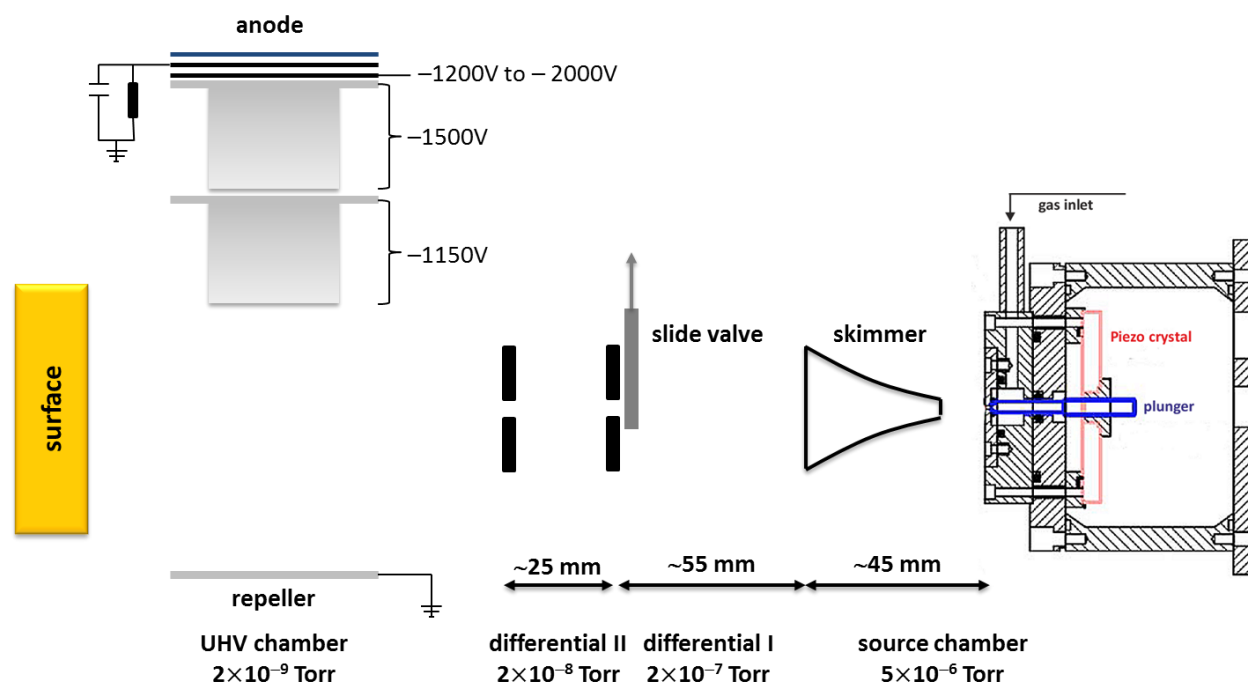 anode
–1200V to – 2000V
–1500V
–1150V
gas inlet
slide valve
skimmer
Piezo crystal
plunger
surface
~25 mm
~55 mm
~45 mm
repeller
UHV chamber
2×10⁻⁹ Torr
differential II
2×10⁻⁸ Torr
differential I
2×10⁻⁷ Torr
source chamber
5×10⁻⁶ Torr